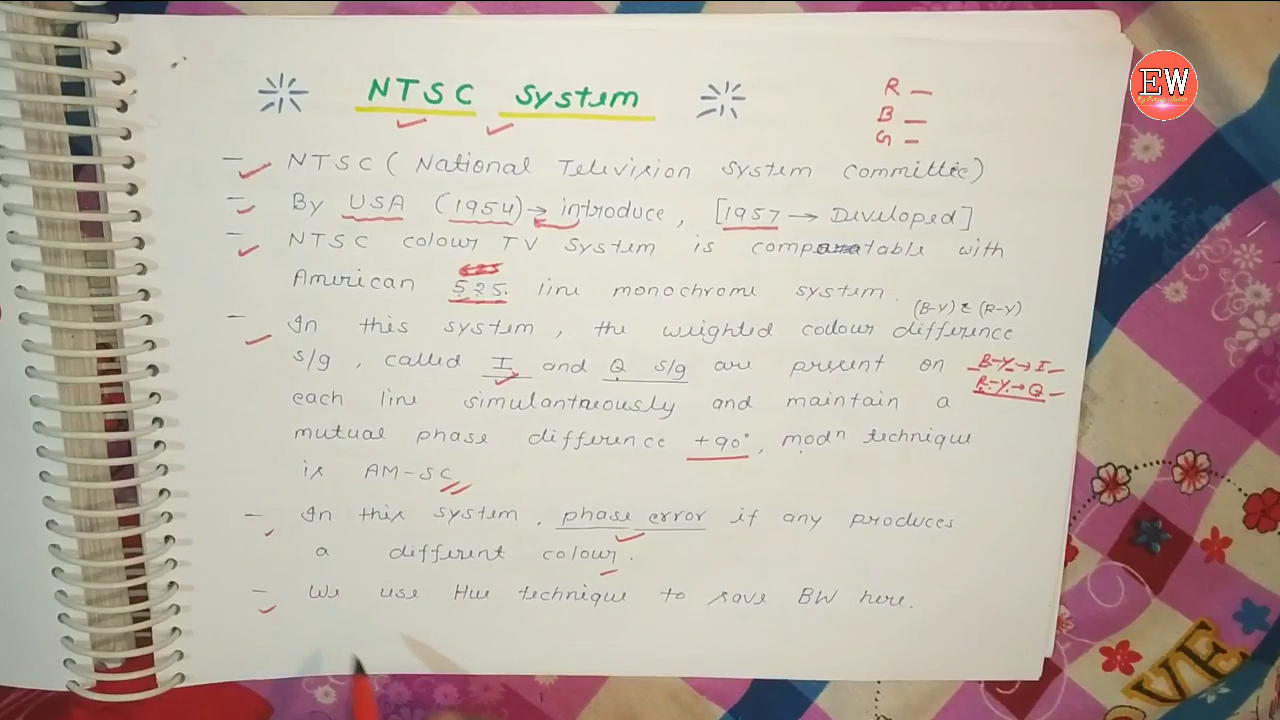 NTSC System
R —
B —
G —
EW
— NTSC (National Television System Committie)
— By USA (1954) → introduce, [1957 → Developed]
— NTSC colour TV System is compatable with
American 525 line monochrome system.
(B-Y) & (R-Y)
— In this system, the weighted colour difference
s/g, called I and Q s/g are present on
B-Y → I
R-Y → Q
each line simulantneously and maintain a
mutual phase difference +90°, modⁿ technique
is AM-SC
— In this system, phase error if any produces
a different colour.
— We use Hue technique to save BW here.